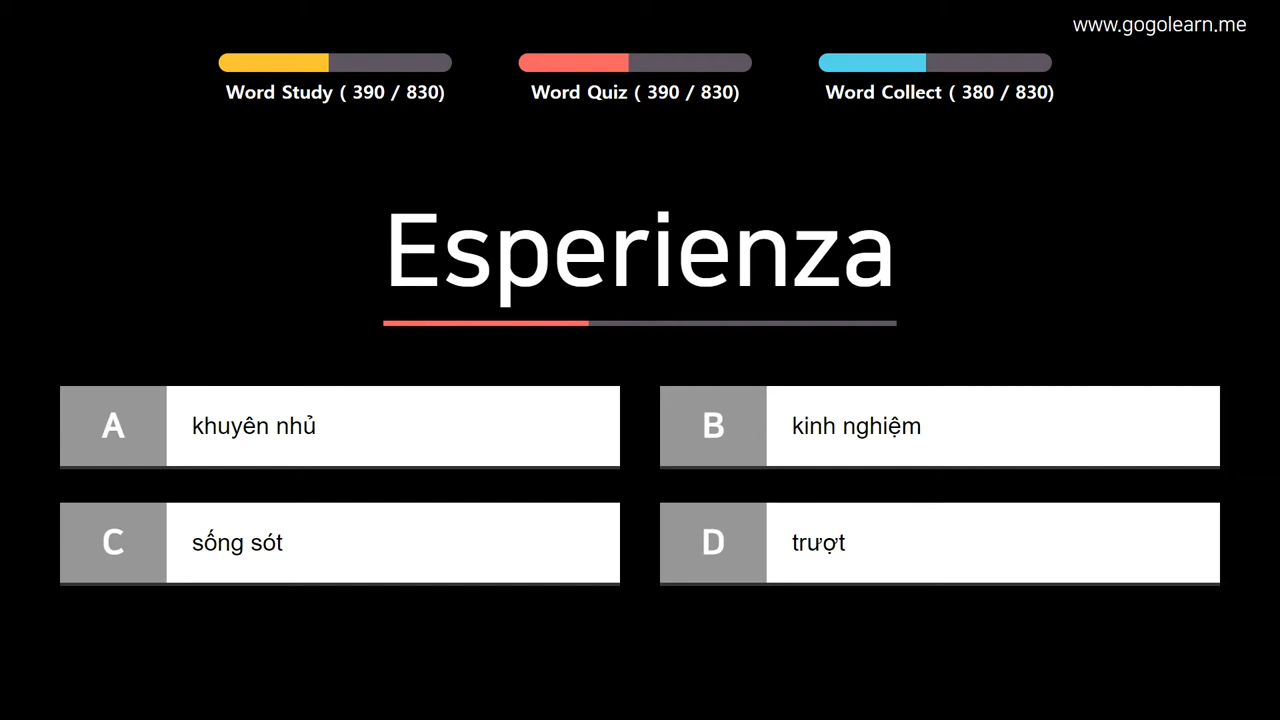 www.gogolearn.me
Word Study ( 390 / 830)
Word Quiz ( 390 / 830)
Word Collect ( 380 / 830)
Esperienza
A khuyên nhủ
B kinh nghiệm
C sống sót
D trượt